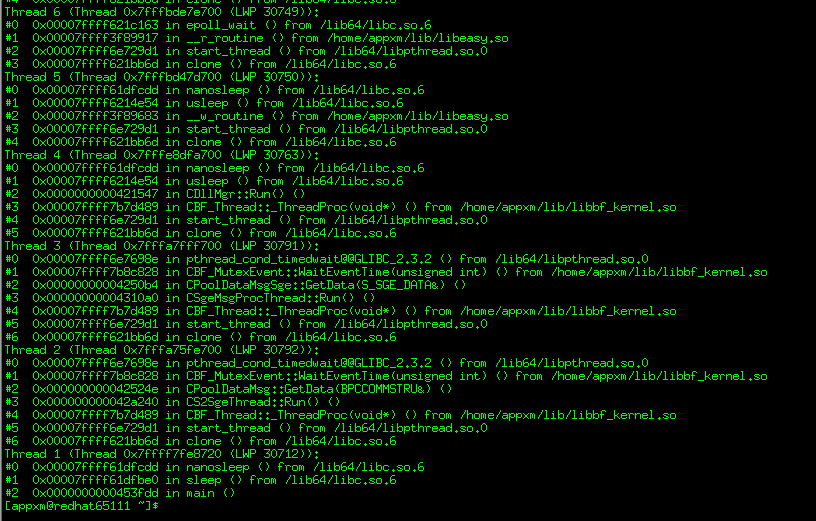 Thread 6 (Thread 0x7fffbde7e700 (LWP 30749)):
#0  0x00007ffff621c163 in epoll_wait () from /lib64/libc.so.6
#1  0x00007ffff3f89917 in __r_routine () from /home/appxm/lib/libeasy.so
#2  0x00007ffff6e729d1 in start_thread () from /lib64/libpthread.so.0
#3  0x00007ffff621bb6d in clone () from /lib64/libc.so.6
Thread 5 (Thread 0x7fffbd47d700 (LWP 30750)):
#0  0x00007ffff61dfcdd in nanosleep () from /lib64/libc.so.6
#1  0x00007ffff6214e54 in usleep () from /lib64/libc.so.6
#2  0x00007ffff3f89683 in __w_routine () from /home/appxm/lib/libeasy.so
#3  0x00007ffff6e729d1 in start_thread () from /lib64/libpthread.so.0
#4  0x00007ffff621bb6d in clone () from /lib64/libc.so.6
Thread 4 (Thread 0x7fffe8dfa700 (LWP 30763)):
#0  0x00007ffff61dfcdd in nanosleep () from /lib64/libc.so.6
#1  0x00007ffff6214e54 in usleep () from /lib64/libc.so.6
#2  0x0000000000421547 in CDllMgr::Run() ()
#3  0x00007ffff7b7d489 in CBF_Thread::_ThreadProc(void*) () from /home/appxm/lib/libbf_kernel.so
#4  0x00007ffff6e729d1 in start_thread () from /lib64/libpthread.so.0
#5  0x00007ffff621bb6d in clone () from /lib64/libc.so.6
Thread 3 (Thread 0x7fffa7fff700 (LWP 30791)):
#0  0x00007ffff6e7698e in pthread_cond_timedwait@@GLIBC_2.3.2 () from /lib64/libpthread.so.0
#1  0x00007ffff7b8c828 in CBF_MutexEvent::WaitEventTime(unsigned int) () from /home/appxm/lib/libbf_kernel.so
#2  0x00000000004250b4 in CPoolDataMsgSge::GetData(S_SGE_DATA&) ()
#3  0x00000000004310a0 in CSgeMsgProcThread::Run() ()
#4  0x00007ffff7b7d489 in CBF_Thread::_ThreadProc(void*) () from /home/appxm/lib/libbf_kernel.so
#5  0x00007ffff6e729d1 in start_thread () from /lib64/libpthread.so.0
#6  0x00007ffff621bb6d in clone () from /lib64/libc.so.6
Thread 2 (Thread 0x7fffa75fe700 (LWP 30792)):
#0  0x00007ffff6e7698e in pthread_cond_timedwait@@GLIBC_2.3.2 () from /lib64/libpthread.so.0
#1  0x00007ffff7b8c828 in CBF_MutexEvent::WaitEventTime(unsigned int) () from /home/appxm/lib/libbf_kernel.so
#2  0x000000000042524e in CPoolDataMsg::GetData(BPCCOMMSTRU&) ()
#3  0x000000000042a240 in CS2SgeThread::Run() ()
#4  0x00007ffff7b7d489 in CBF_Thread::_ThreadProc(void*) () from /home/appxm/lib/libbf_kernel.so
#5  0x00007ffff6e729d1 in start_thread () from /lib64/libpthread.so.0
#6  0x00007ffff621bb6d in clone () from /lib64/libc.so.6
Thread 1 (Thread 0x7ffff7fe8720 (LWP 30712)):
#0  0x00007ffff61dfcdd in nanosleep () from /lib64/libc.so.6
#1  0x00007ffff61dfbe0 in sleep () from /lib64/libc.so.6
#2  0x0000000000453fdd in main ()
[appxm@redhat65111 ~]$